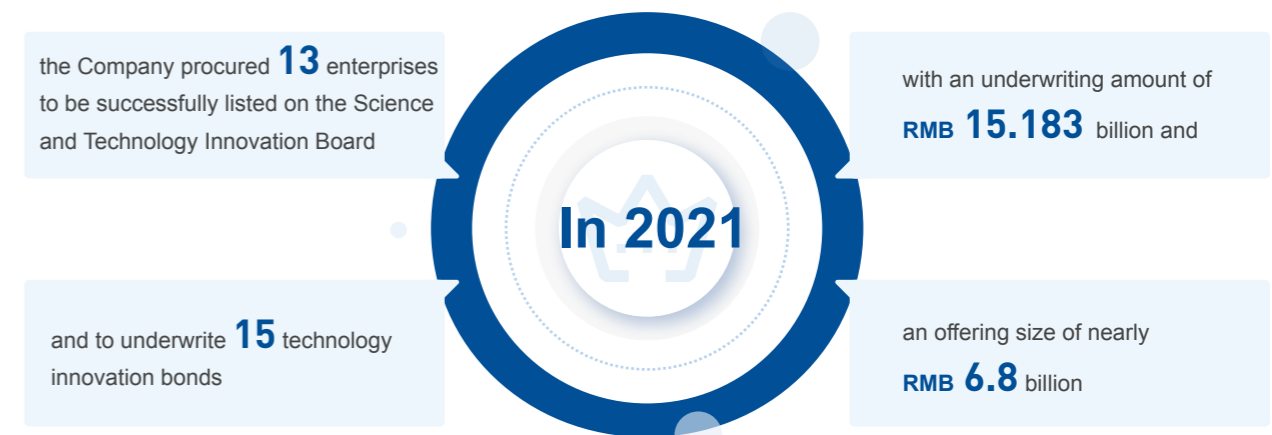 the Company procured 13 enterprises
to be successfully listed on the Science
and Technology Innovation Board
with an underwriting amount of
RMB 15.183 billion and
In 2021
and to underwrite 15 technology
innovation bonds
an offering size of nearly
RMB 6.8 billion